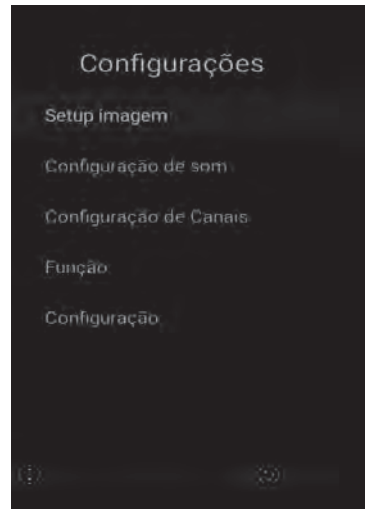 Configurações
Setup imagem
Configuração de som
Configuração de Canais
Função
Configuração